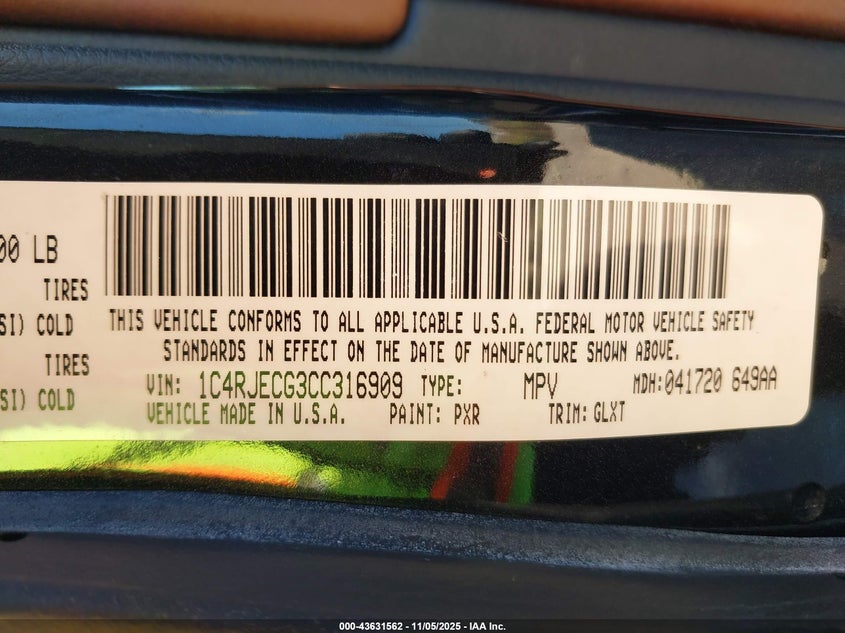 00 LB
TIRES
SI) COLD
TIRES
SI) COLD
THIS VEHICLE CONFORMS TO ALL APPLICABLE U.S.A. FEDERAL MOTOR VEHICLE SAFETY
STANDARDS IN EFFECT ON THE DATE OF MANUFACTURE SHOWN ABOVE.
VIN: 1C4RJECG3CC316909 TYPE: MPV MDH: 041720 649AA
VEHICLE MADE IN U.S.A. PAINT: PXR TRIM: GLXT
000-43631562 - 11/05/2025 - IAA Inc.